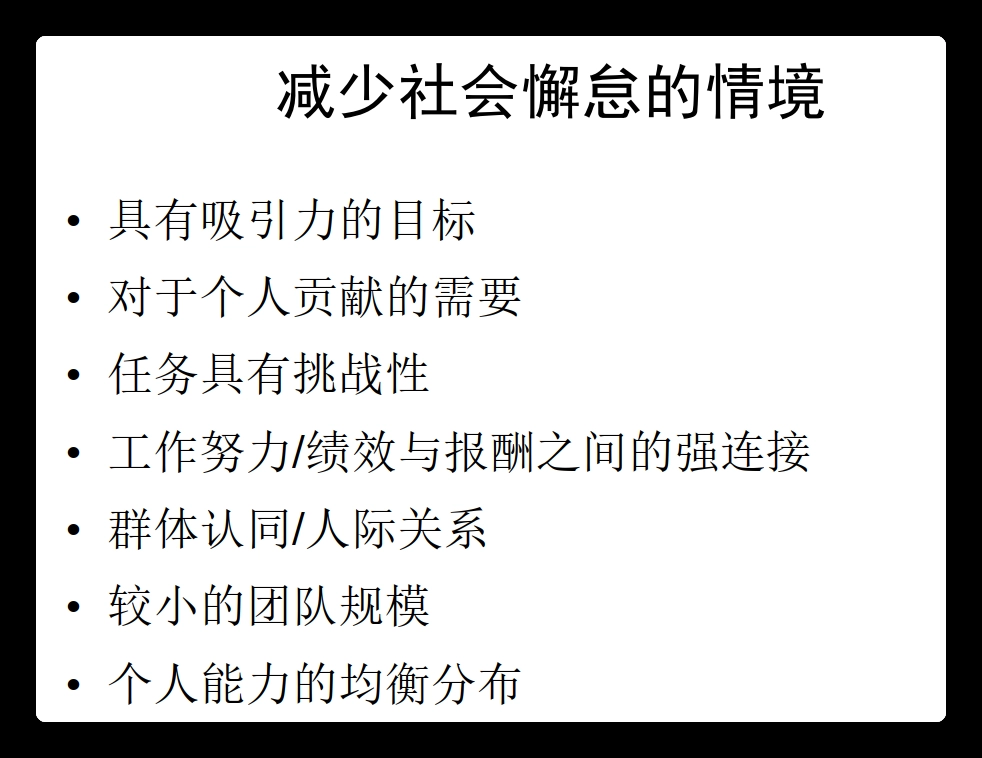 减少社会懈怠的情境
• 具有吸引力的目标
• 对于个人贡献的需要
• 任务具有挑战性
• 工作努力/绩效与报酬之间的强连接
• 群体认同/人际关系
• 较小的团队规模
• 个人能力的均衡分布